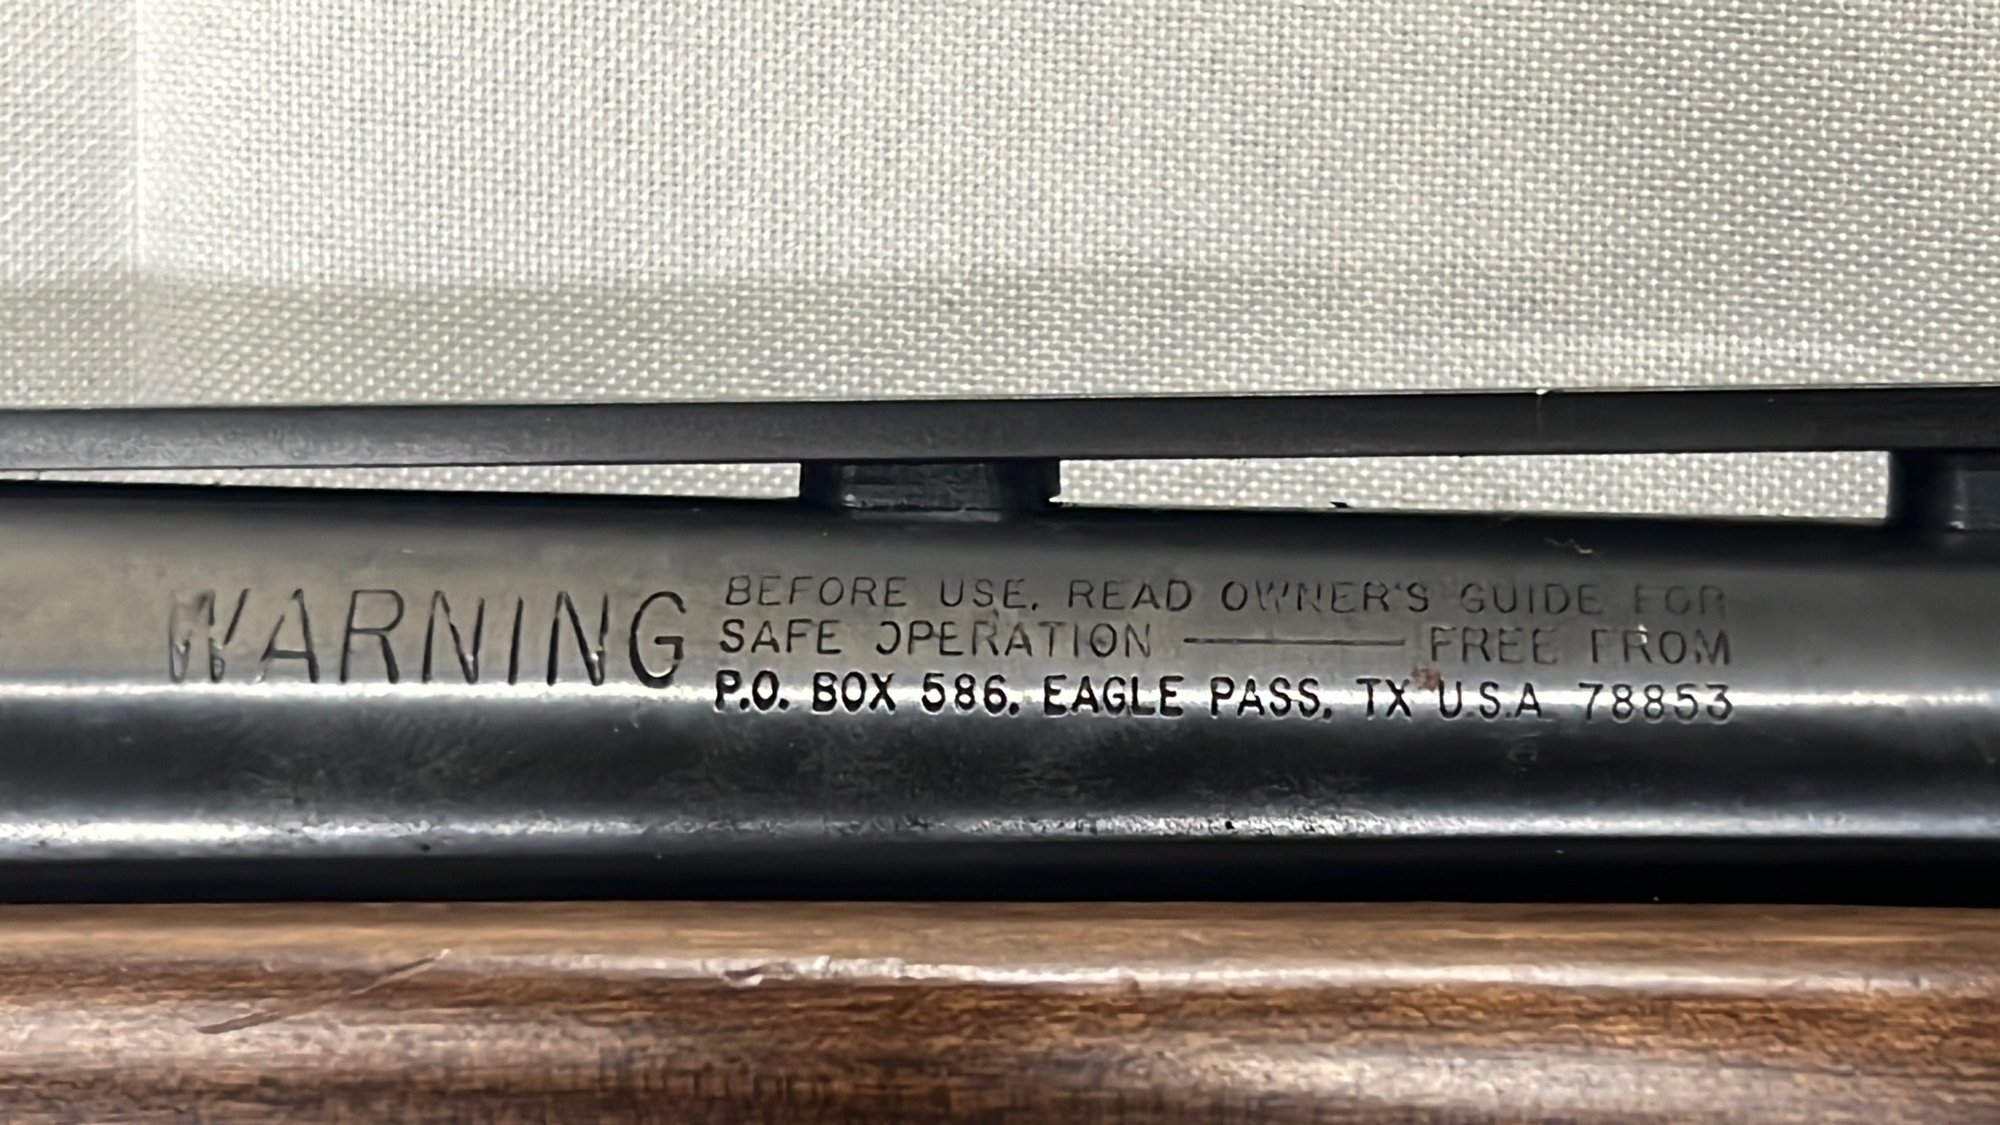 WARNING BEFORE USE, READ OWNER'S GUIDE FOR
SAFE OPERATION ——— FREE FROM
P.O. BOX 586, EAGLE PASS, TX U.S.A 78853